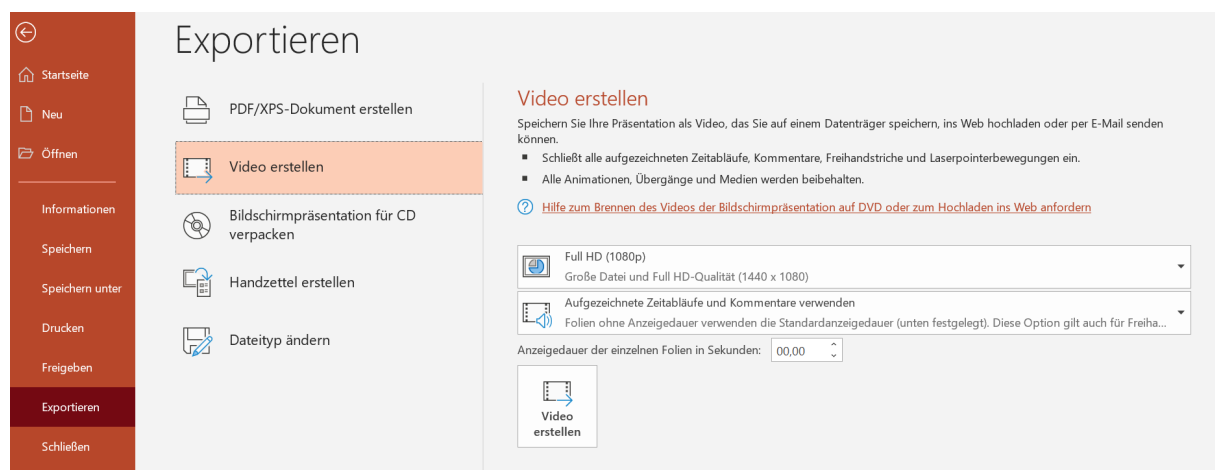 Exportieren
Startseite
Neu
Öffnen
Informationen
Speichern
Speichern unter
Drucken
Freigeben
Exportieren
Schließen
PDF/XPS-Dokument erstellen
Video erstellen
Bildschirmpräsentation für CD
verpacken
Handzettel erstellen
Dateityp ändern
Video erstellen
Speichern Sie Ihre Präsentation als Video, das Sie auf einem Datenträger speichern, ins Web hochladen oder per E-Mail senden
können.
▪ Schließt alle aufgezeichneten Zeitabläufe, Kommentare, Freihandstriche und Laserpointerbewegungen ein.
▪ Alle Animationen, Übergänge und Medien werden beibehalten.
Hilfe zum Brennen des Videos der Bildschirmpräsentation auf DVD oder zum Hochladen ins Web anfordern
Full HD (1080p)
Große Datei und Full HD-Qualität (1440 x 1080)
Aufgezeichnete Zeitabläufe und Kommentare verwenden
Folien ohne Anzeigedauer verwenden die Standardanzeigedauer (unten festgelegt). Diese Option gilt auch für Freiha...
Anzeigedauer der einzelnen Folien in Sekunden: 00,00
Video
erstellen